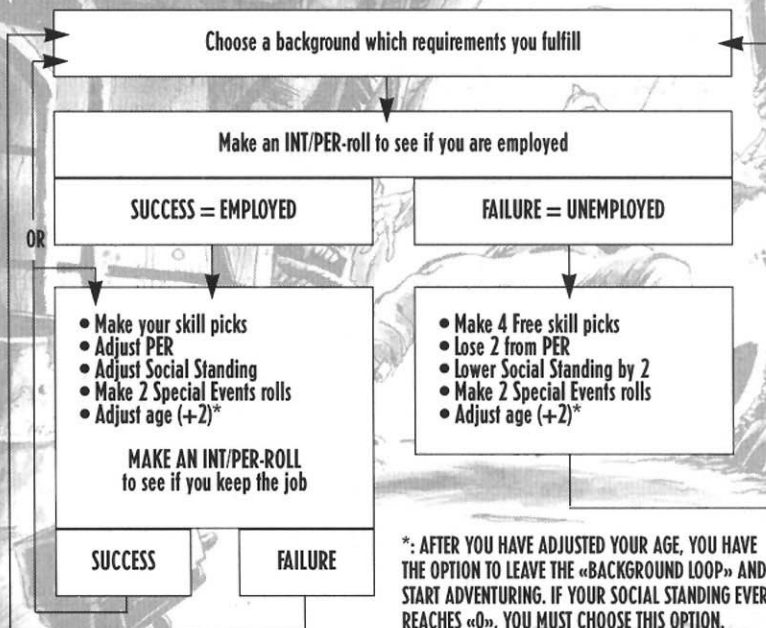 Choose a background which requirements you fulfill
Make an INT/PER-roll to see if you are employed
SUCCESS = EMPLOYED
FAILURE = UNEMPLOYED
OR
• Make your skill picks
• Adjust PER
• Adjust Social Standing
• Make 2 Special Events rolls
• Adjust age (+2)*
MAKE AN INT/PER-ROLL
to see if you keep the job
SUCCESS
FAILURE
• Make 4 Free skill picks
• Lose 2 from PER
• Lower Social Standing by 2
• Make 2 Special Events rolls
• Adjust age (+2)*
*: AFTER YOU HAVE ADJUSTED YOUR AGE, YOU HAVE
THE OPTION TO LEAVE THE «BACKGROUND LOOP» AND
START ADVENTURING. IF YOUR SOCIAL STANDING EVER
REACHES «0», YOU MUST CHOOSE THIS OPTION.